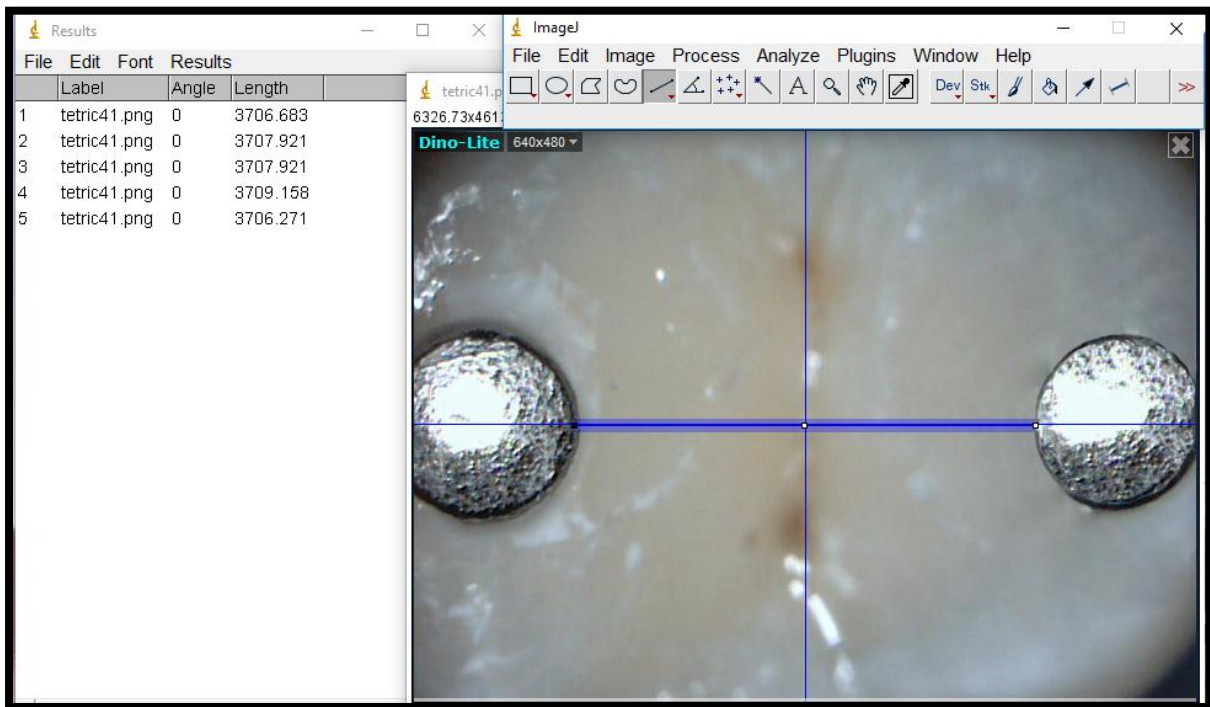 Results
File Edit Font Results
Label Angle Length
1 tetric41.png 0 3706.683
2 tetric41.png 0 3707.921
3 tetric41.png 0 3707.921
4 tetric41.png 0 3709.158
5 tetric41.png 0 3706.271
ImageJ
File Edit Image Process Analyze Plugins Window Help
A Dev Stk >>
tetric41.p
6326.73x461
Dino-Lite 640x480